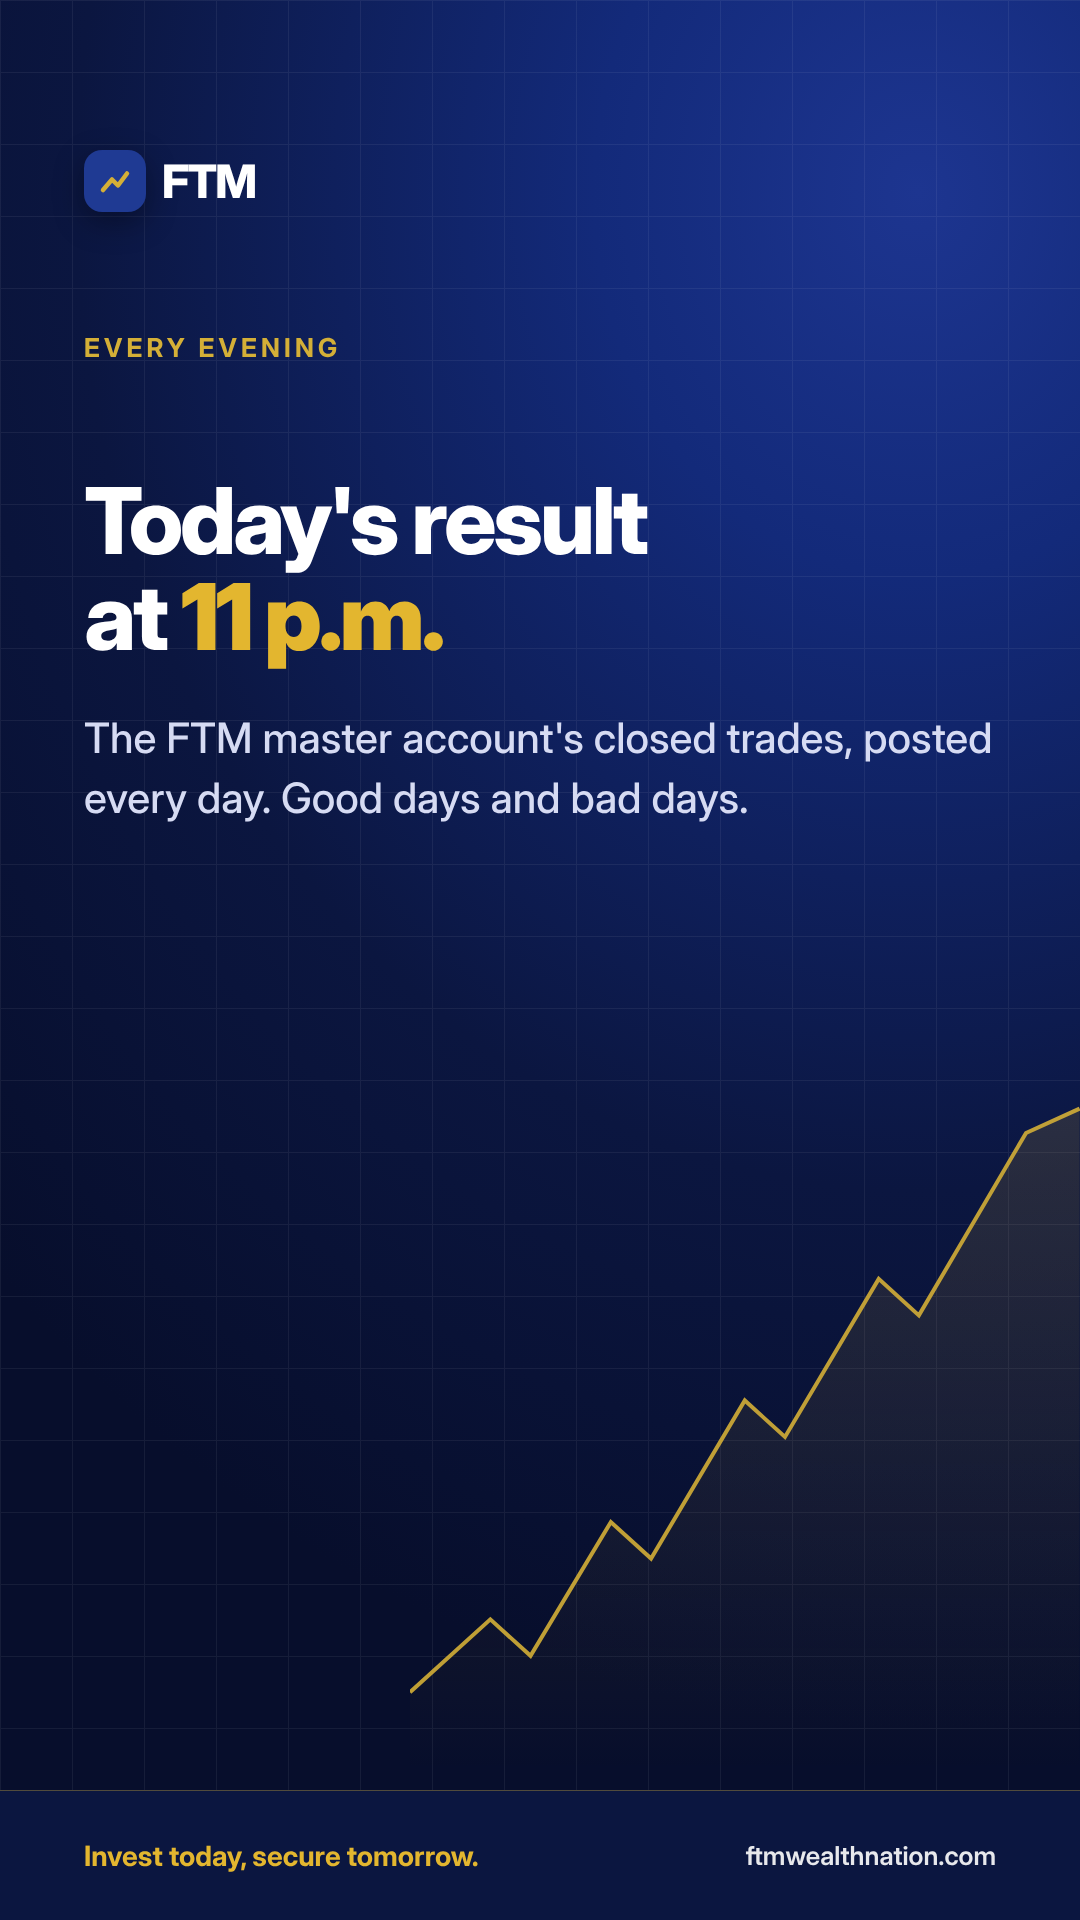 FTM
EVERY EVENING
Today's result
at 11 p.m.
The FTM master account's closed trades, posted
every day. Good days and bad days.
Invest today, secure tomorrow.
ftmwealthnation.com